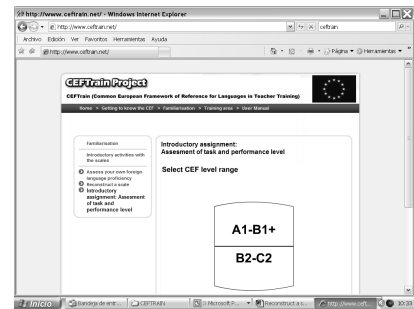 http://www.ceftrain.net/ - Windows Internet Explorer
http://www.ceftrain.net/
ceftrain
Archivo Edición Ver Favoritos Herramientas Ayuda
http://www.ceftrain.net/
Página Herramientas
CEFTrain Project
CEFTrain (Common European Framework of Reference for Languages in Teacher Training)
Home > Getting to know the CEF > Familiarisation > Training area > User Manual
Familiarisation
Introductory activities with
the scales
Assess your own foreign
language proficiency
Reconstruct a scale
Introductory
assignment: Assesment
of task and
performance level
Introductory assignment:
Assesment of task and performance level
Select CEF level range
A1-B1+
B2-C2
Inicio
Bandeja de entr...
CEFTRAIN
Microsoft P...
Reconstruct a s...
http://www.ceft...
10:33